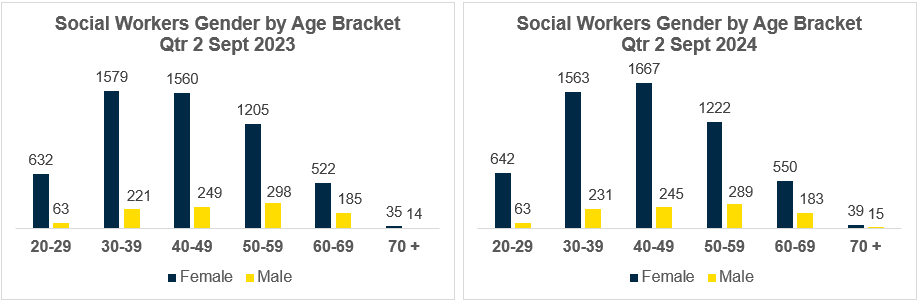 Social Workers Gender by Age Bracket
Qtr 2 Sept 2023
632 63 1579 221 1560 249 1205 298 522 185 35 14
20-29 30-39 40-49 50-59 60-69 70 +
Female Male
Social Workers Gender by Age Bracket
Qtr 2 Sept 2024
642 63 1563 231 1667 245 1222 289 550 183 39 15
20-29 30-39 40-49 50-59 60-69 70 +
Female Male